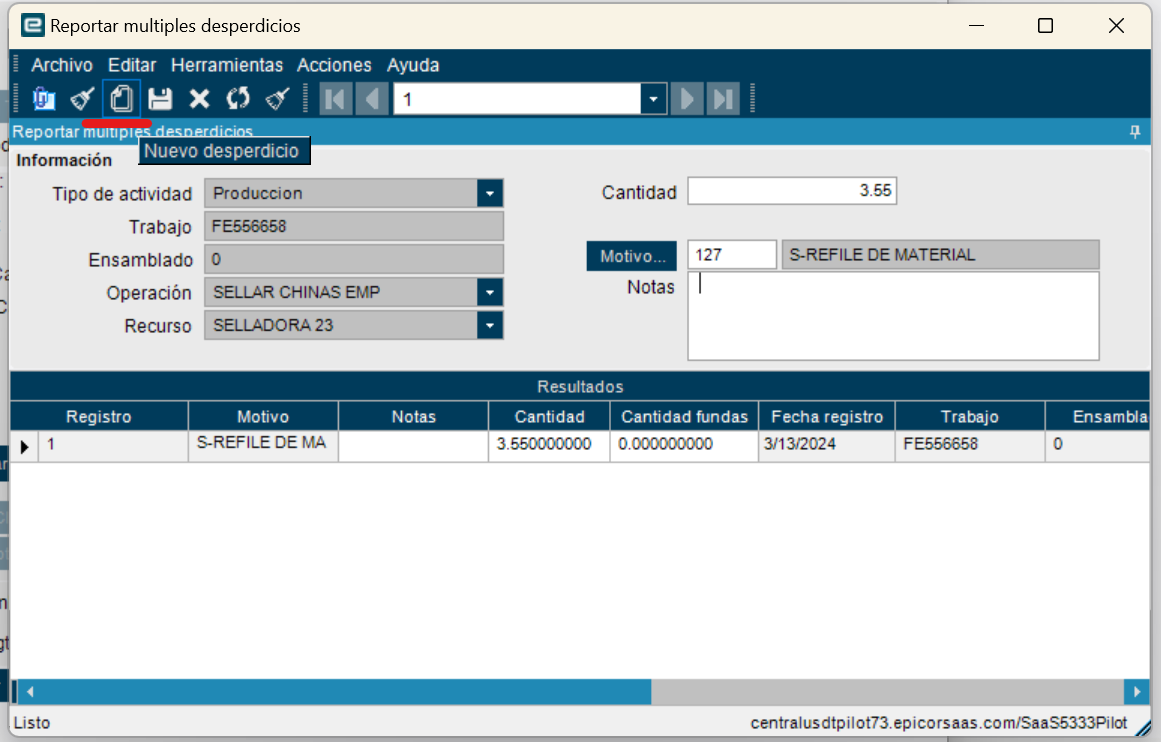 Reportar multiples desperdicios
Archivo Editar Herramientas Acciones Ayuda
1
Reportar multiples desperdicios
Nuevo desperdicio
Información
Tipo de actividad Produccion Cantidad 3.55
Trabajo FE556658
Ensamblado 0 Motivo... 127 S-REFILE DE MATERIAL
Operación SELLAR CHINAS EMP Notas
Recurso SELLADORA 23
Resultados
Registro Motivo Notas Cantidad Cantidad fundas Fecha registro Trabajo Ensambla
1 S-REFILE DE MA 3.550000000 0.000000000 3/13/2024 FE556658 0
Listo centralusdtpilot73.epicorsaas.com/SaaS5333Pilot